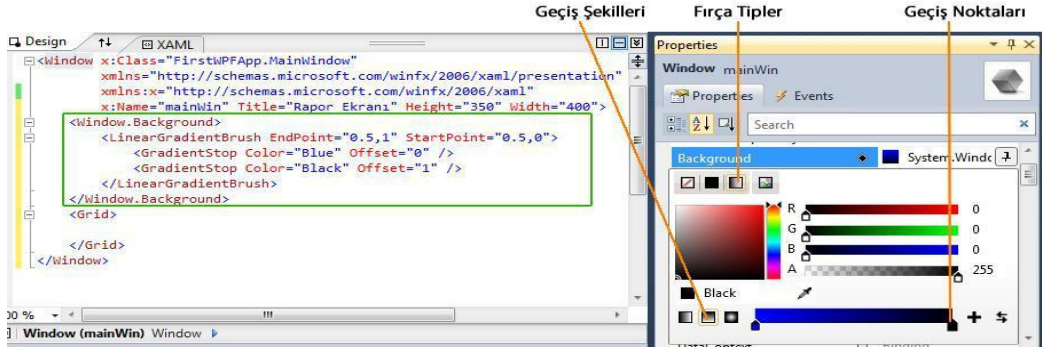 Geçiş Şekilleri
Fırça Tipler
Geçiş Noktaları
Design
XAML
<Window x:Class="FirstWPFApp.MainWindow"
xmlns="http://schemas.microsoft.com/winfx/2006/xaml/presentation"
xmlns:x="http://schemas.microsoft.com/winfx/2006/xaml"
x:Name="mainWin" Title="Rapor Ekranı" Height="350" Width="400">
<Window.Background>
<LinearGradientBrush EndPoint="0.5,1" StartPoint="0.5,0">
<GradientStop Color="Blue" Offset="0" />
<GradientStop Color="Black" Offset="1" />
</LinearGradientBrush>
</Window.Background>
<Grid>
</Grid>
</Window>
00 %
Window (mainWin) Window
Properties
Window mainWin
Properties
Events
Search
Background
System.Windc
R 0
G 0
B 0
A 255
Black